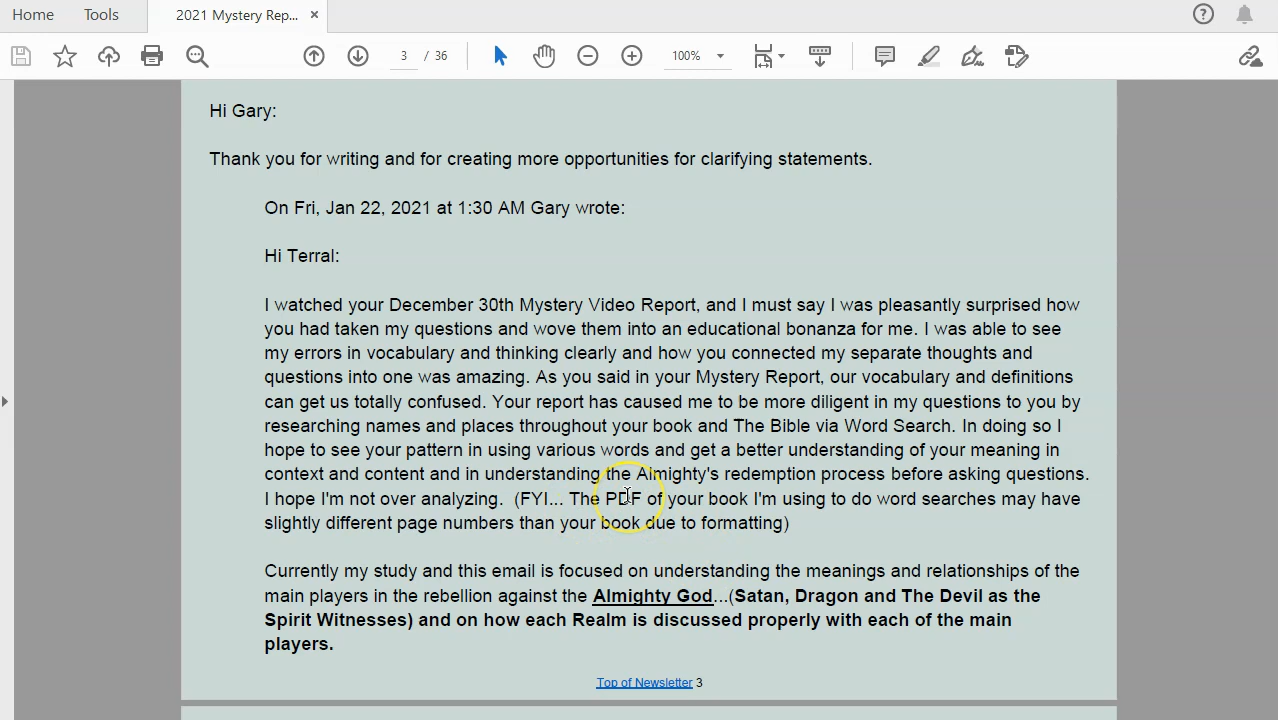 Home Tools 2021 Mystery Rep... ×
3 / 36 100%
Hi Gary:
Thank you for writing and for creating more opportunities for clarifying statements.
On Fri, Jan 22, 2021 at 1:30 AM Gary wrote:
Hi Terral:
I watched your December 30th Mystery Video Report, and I must say I was pleasantly surprised how
you had taken my questions and wove them into an educational bonanza for me. I was able to see
my errors in vocabulary and thinking clearly and how you connected my separate thoughts and
questions into one was amazing. As you said in your Mystery Report, our vocabulary and definitions
can get us totally confused. Your report has caused me to be more diligent in my questions to you by
researching names and places throughout your book and The Bible via Word Search. In doing so I
hope to see your pattern in using various words and get a better understanding of your meaning in
context and content and in understanding the Almighty's redemption process before asking questions.
I hope I'm not over analyzing. (FYI... The PDF of your book I'm using to do word searches may have
slightly different page numbers than your book due to formatting)
Currently my study and this email is focused on understanding the meanings and relationships of the
main players in the rebellion against the Almighty God...(Satan, Dragon and The Devil as the
Spirit Witnesses) and on how each Realm is discussed properly with each of the main
players.
Top of Newsletter 3